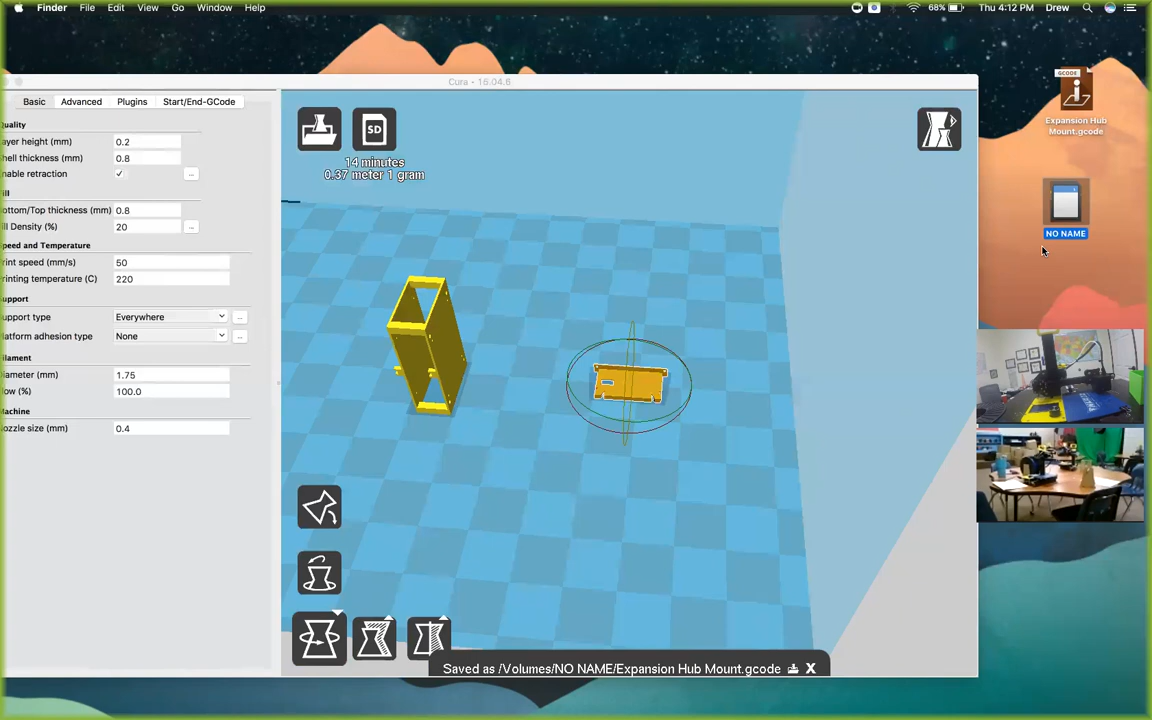 Finder File Edit View Go Window Help 68% Thu 4:12 PM Drew
Cura - 15.04.6
Basic Advanced Plugins Start/End-GCode
Quality
ayer height (mm) 0.2
hell thickness (mm) 0.8
nable retraction ...
ill
ottom/Top thickness (mm) 0.8
ill Density (%) 20 ...
Speed and Temperature
rint speed (mm/s) 50
rinting temperature (C) 220
upport
upport type Everywhere ...
latform adhesion type None ...
ilament
iameter (mm) 1.75
low (%) 100.0
Machine
ozzle size (mm) 0.4
SD
14 minutes
0.37 meter 1 gram
GCODE
Expansion Hub
Mount.gcode
NO NAME
Saved as /Volumes/NO NAME/Expansion Hub Mount.gcode X